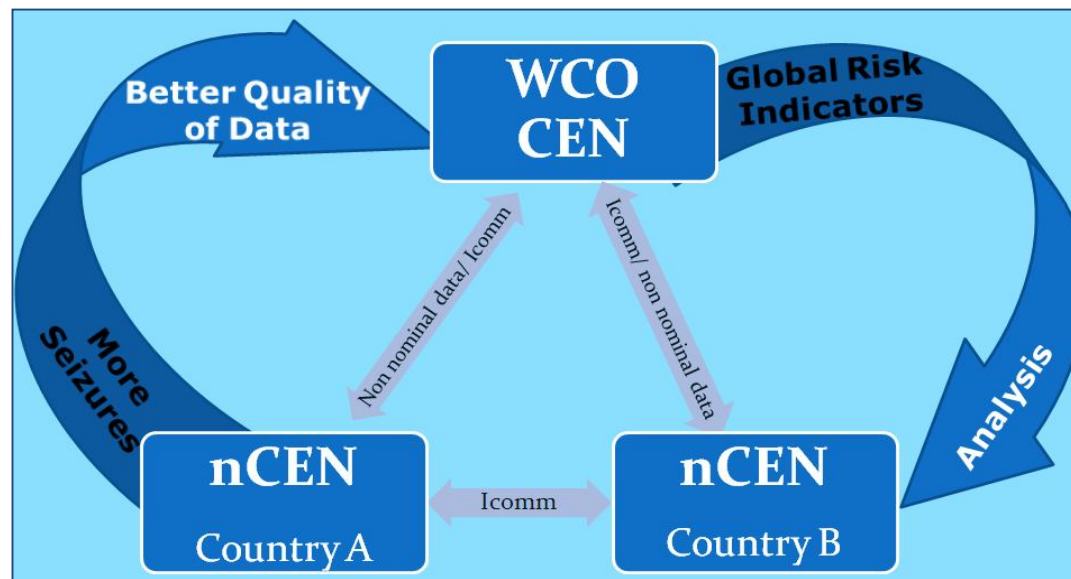 Better Quality
of Data
WCO
CEN
Global Risk
Indicators
Non nominal data/ Icomm
Icomm/ non nominal data
More
Seizures
Analysis
nCEN
Country A
Icomm
nCEN
Country B